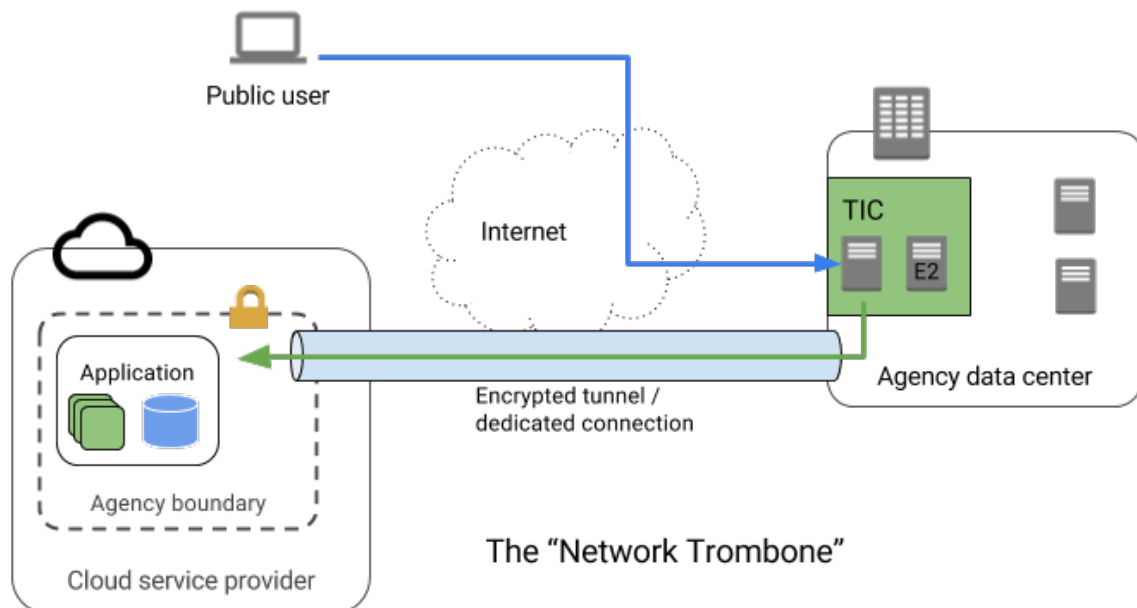 Public user
TIC
Internet
E2
Application
Encrypted tunnel /
dedicated connection
Agency data center
Agency boundary
The “Network Trombone”
Cloud service provider